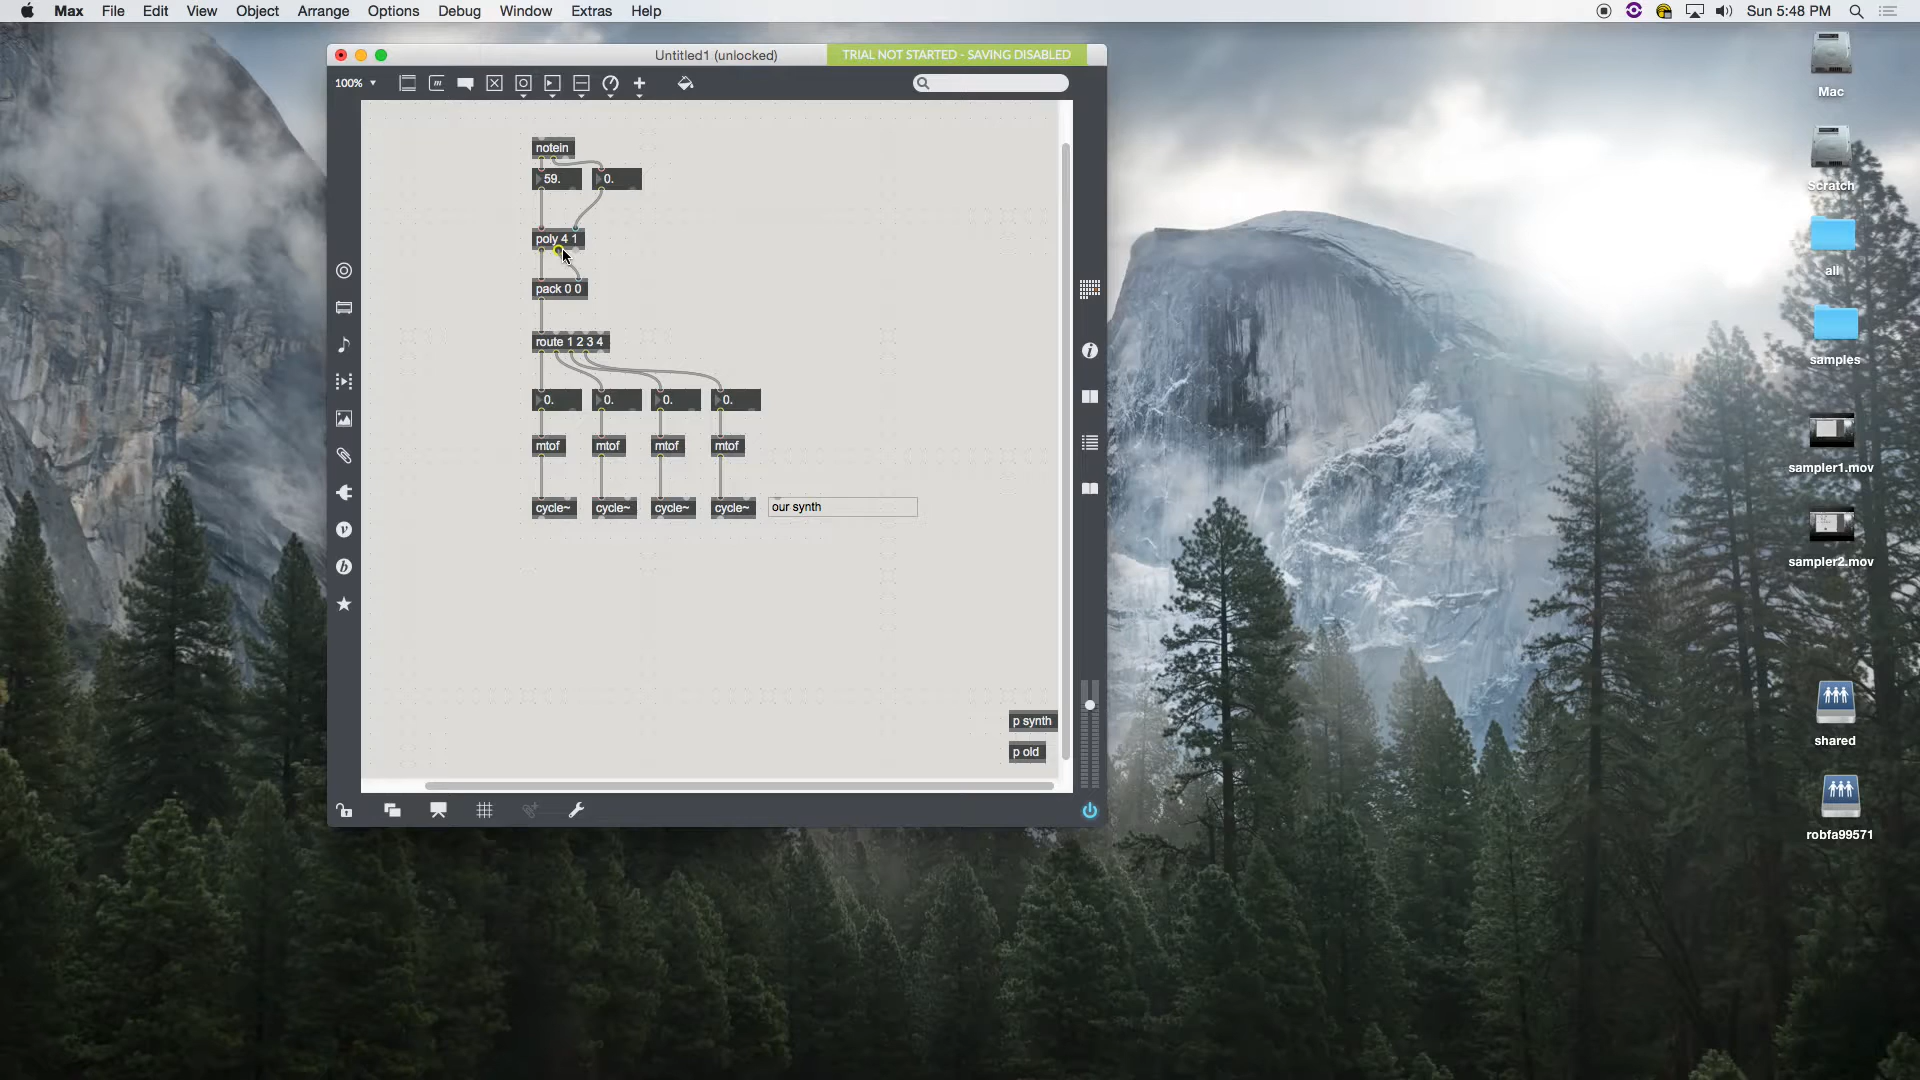 Max File Edit View Object Arrange Options Debug Window Extras Help
Sun 5:48 PM
Untitled1 (unlocked)
TRIAL NOT STARTED - SAVING DISABLED
100%
notein
59. 0.
poly 4 1
pack 0 0
route 1 2 3 4
0. 0. 0. 0.
mtof mtof mtof mtof
cycle~ cycle~ cycle~ cycle~ our synth
p synth
p old
Mac
Scratch
all
samples
sampler1.mov
sampler2.mov
shared
robfa99571